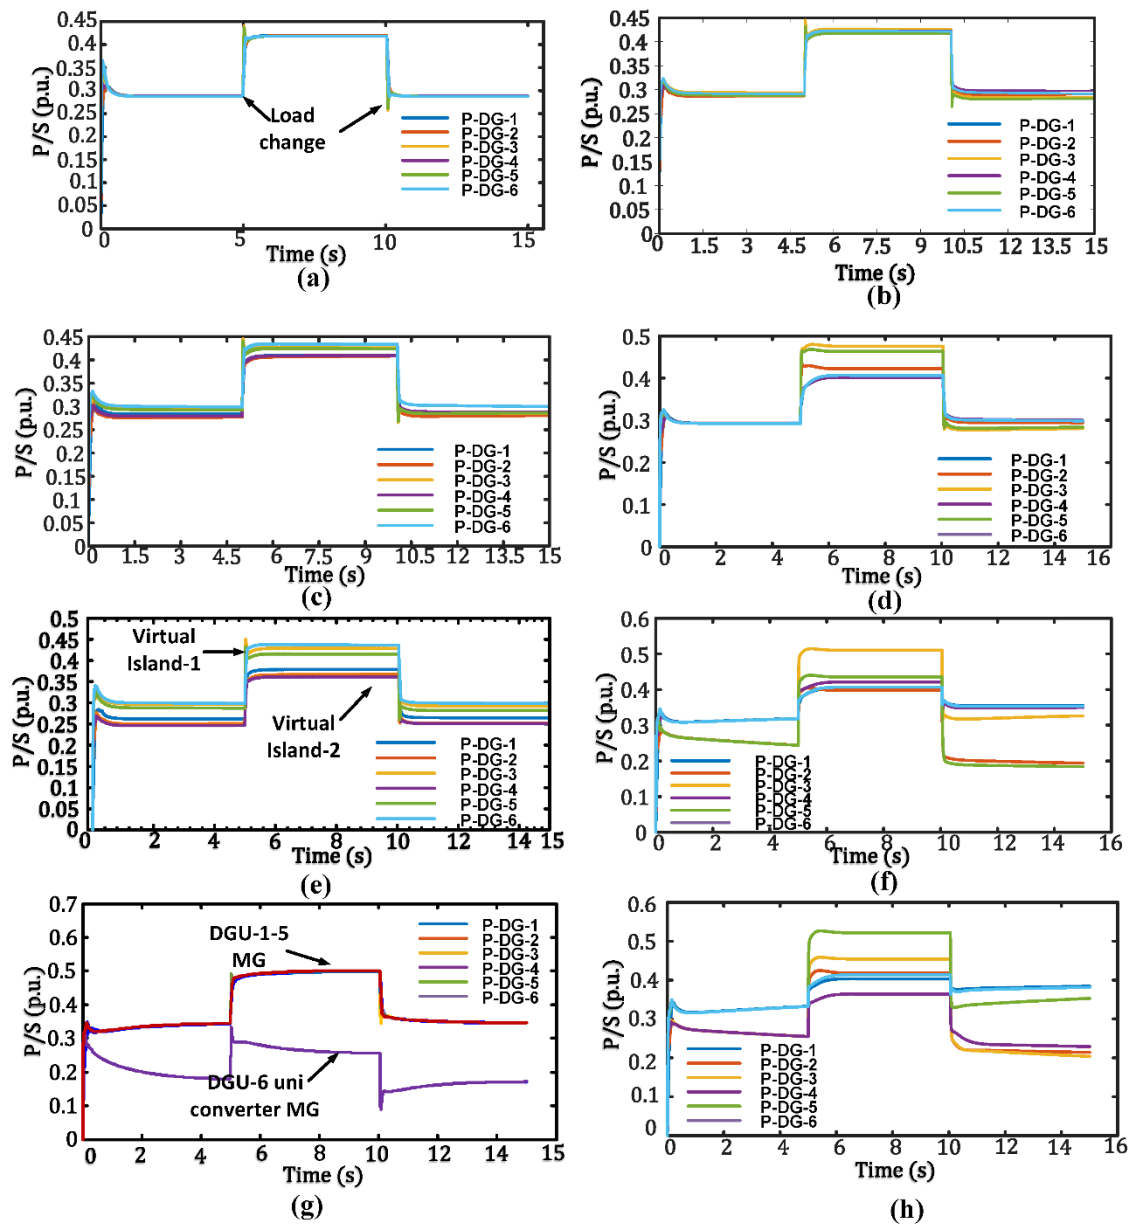 0.45
0.4
0.35
0.3
0.25
0.2
0.15
0.1
0.05
0
P/S (p.u.)
Load
change
P-DG-1
P-DG-2
P-DG-3
P-DG-4
P-DG-5
P-DG-6
0 5 10 15
Time (s)
(a)
0.45
0.4
0.35
0.3
0.25
0.2
0.15
0.1
0.05
0
P/S (p.u.)
P-DG-1
P-DG-2
P-DG-3
P-DG-4
P-DG-5
P-DG-6
0 1.5 3 4.5 6 7.5 9 10.5 12 13.5 15
Time (s)
(b)
0.45
0.4
0.35
0.3
0.25
0.2
0.15
0.1
0.05
0
P/S (p.u.)
P-DG-1
P-DG-2
P-DG-3
P-DG-4
P-DG-5
P-DG-6
0 1.5 3 4.5 6 7.5 9 10.5 12 13.5 15
Time (s)
(c)
0.5
0.4
0.3
0.2
0.1
0
P/S (p.u.)
P-DG-1
P-DG-2
P-DG-3
P-DG-4
P-DG-5
P-DG-6
0 2 4 6 8 10 12 14 16
Time (s)
(d)
0.5
0.45
0.4
0.35
0.3
0.25
0.2
0.15
0.1
0.05
0
P/S (p.u.)
Virtual
Island-1
Virtual
Island-2
P-DG-1
P-DG-2
P-DG-3
P-DG-4
P-DG-5
P-DG-6
0 2 4 6 8 10 12 14 15
Time (s)
(e)
0.6
0.5
0.4
0.3
0.2
0.1
0
P/S (p.u.)
P-DG-1
P-DG-2
P-DG-3
P-DG-4
P-DG-5
P-DG-6
0 2 4 6 8 10 12 14 16
Time (s)
(f)
0.7
0.6
0.5
0.4
0.3
0.2
0.1
0
P/S (p.u.)
DGU-1-5
MG
P-DG-1
P-DG-2
P-DG-3
P-DG-4
P-DG-5
P-DG-6
DGU-6 uni
converter MG
0 2 4 6 8 10 12 15
Time (s)
(g)
0.6
0.5
0.4
0.3
0.2
0.1
0
P/S (p.u.)
P-DG-1
P-DG-2
P-DG-3
P-DG-4
P-DG-5
P-DG-6
0 2 4 6 8 10 12 14 16
Time (s)
(h)